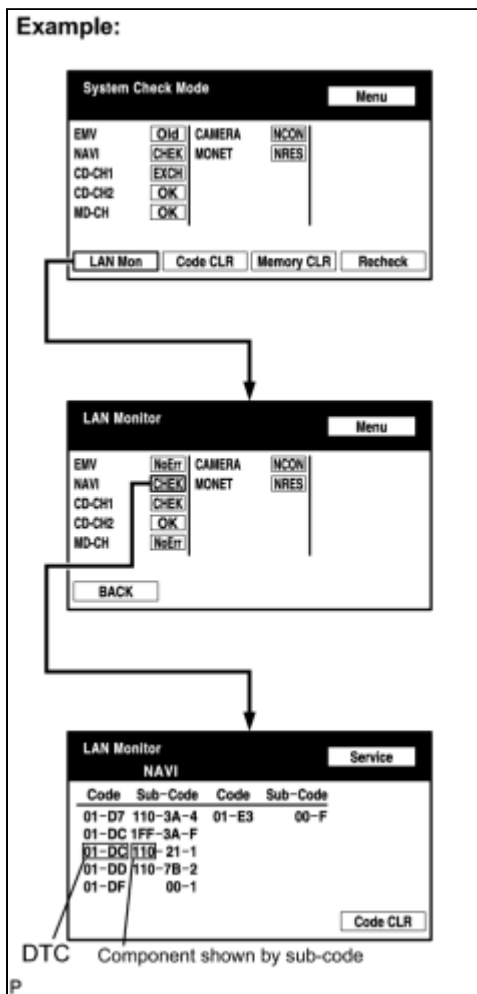 Example:
System Check Mode Menu
EMV Old CAMERA NCON
NAVI CHEK MONET NRES
CD-CH1 EXCH
CD-CH2 OK
MD-CH OK
LAN Mon Code CLR Memory CLR Recheck
LAN Monitor Menu
EMV NoErr CAMERA NCON
NAVI CHEK MONET NRES
CD-CH1 CHEK
CD-CH2 OK
MD-CH NoErr
BACK
LAN Monitor Service
NAVI
Code Sub-Code Code Sub-Code
01-D7 110-3A-4 01-E3 00-F
01-DC 1FF-3A-F
01-DC 110-21-1
01-DD 110-7B-2
01-DF 00-1
Code CLR
DTC Component shown by sub-code
P